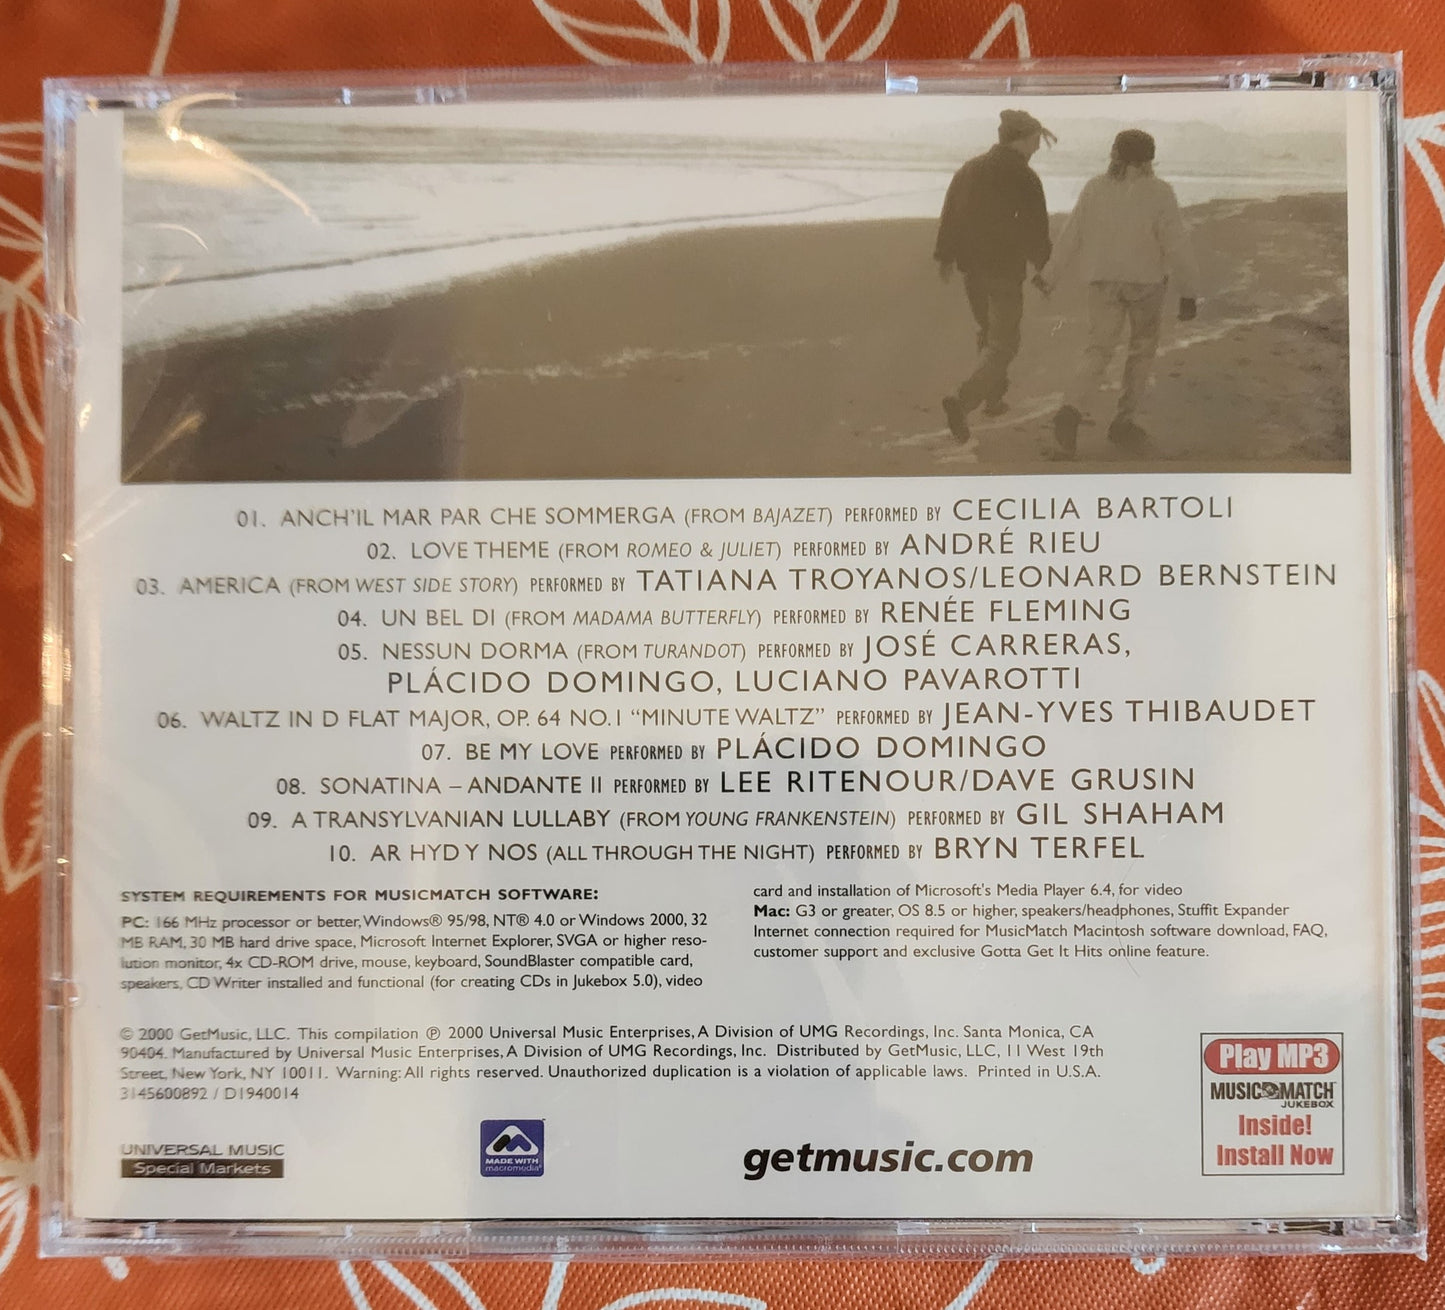 01. ANCH'IL MAR PAR CHE SOMMERGA (FROM BAJAZET) PERFORMED BY CECILIA BARTOLI
02. LOVE THEME (FROM ROMEO & JULIET) PERFORMED BY ANDRÉ RIEU
03. AMERICA (FROM WEST SIDE STORY) PERFORMED BY TATIANA TROYANOS/LEONARD BERNSTEIN
04. UN BEL DI (FROM MADAMA BUTTERFLY) PERFORMED BY RENÉE FLEMING
05. NESSUN DORMA (FROM TURANDOT) PERFORMED BY JOSÉ CARRERAS,
PLÁCIDO DOMINGO, LUCIANO PAVAROTTI
06. WALTZ IN D FLAT MAJOR, OP. 64 NO.1 "MINUTE WALTZ" PERFORMED BY JEAN-YVES THIBAUDET
07. BE MY LOVE PERFORMED BY PLÁCIDO DOMINGO
08. SONATINA – ANDANTE II PERFORMED BY LEE RITENOUR/DAVE GRUSIN
09. A TRANSYLVANIAN LULLABY (FROM YOUNG FRANKENSTEIN) PERFORMED BY GIL SHAHAM
10. AR HYD Y NOS (ALL THROUGH THE NIGHT) PERFORMED BY BRYN TERFEL
SYSTEM REQUIREMENTS FOR MUSICMATCH SOFTWARE:
PC: 166 MHz processor or better, Windows® 95/98, NT® 4.0 or Windows 2000, 32
MB RAM, 30 MB hard drive space, Microsoft Internet Explorer, SVGA or higher reso-
lution monitor, 4x CD-ROM drive, mouse, keyboard, SoundBlaster compatible card,
speakers, CD Writer installed and functional (for creating CDs in Jukebox 5.0), video
card and installation of Microsoft's Media Player 6.4, for video
Mac: G3 or greater, OS 8.5 or higher, speakers/headphones, Stuffit Expander
Internet connection required for MusicMatch Macintosh software download, FAQ,
customer support and exclusive Gotta Get It Hits online feature.
© 2000 GetMusic, LLC. This compilation ℗ 2000 Universal Music Enterprises, A Division of UMG Recordings, Inc. Santa Monica, CA
90404. Manufactured by Universal Music Enterprises, A Division of UMG Recordings, Inc. Distributed by GetMusic, LLC, 11 West 19th
Street, New York, NY 10011. Warning: All rights reserved. Unauthorized duplication is a violation of applicable laws. Printed in U.S.A.
3145600892 / D1940014
UNIVERSAL MUSIC
Special Markets
MADE WITH
macromedia®
getmusic.com
Play MP3
MUSICMATCH
JUKEBOX
Inside!
Install Now